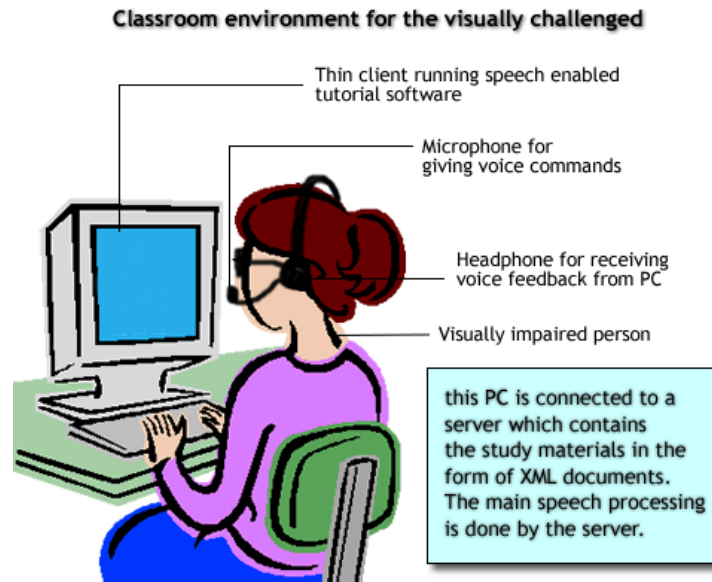 Classroom environment for the visually challenged
Thin client running speech enabled
tutorial software
Microphone for
giving voice commands
Headphone for receiving
voice feedback from PC
Visually impaired person
this PC is connected to a
server which contains
the study materials in the
form of XML documents.
The main speech processing
is done by the server.